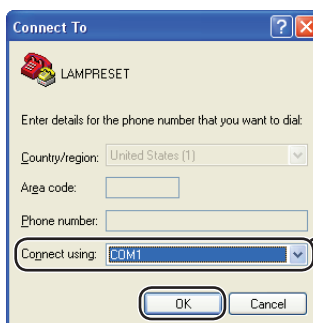 Connect To
LAMPRESET
Enter details for the phone number that you want to dial:
Country/region: United States (1)
Area code:
Phone number:
Connect using: COM1
OK Cancel